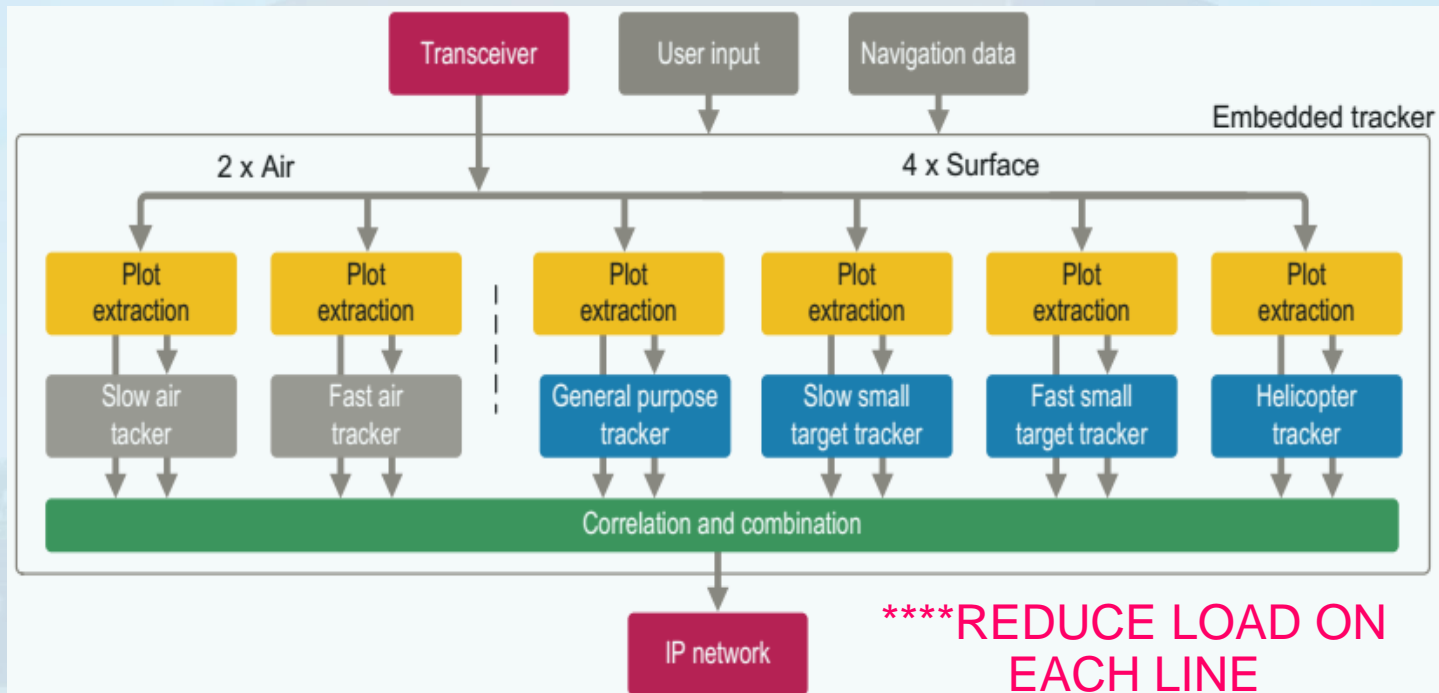 Transceiver
User input
Navigation data
Embedded tracker
2 x Air
4 x Surface
Plot
extraction
Plot
extraction
Plot
extraction
Plot
extraction
Plot
extraction
Plot
extraction
Slow air
tacker
Fast air
tracker
General purpose
tracker
Slow small
target tracker
Fast small
target tracker
Helicopter
tracker
Correlation and combination
IP network
****REDUCE LOAD ON
EACH LINE